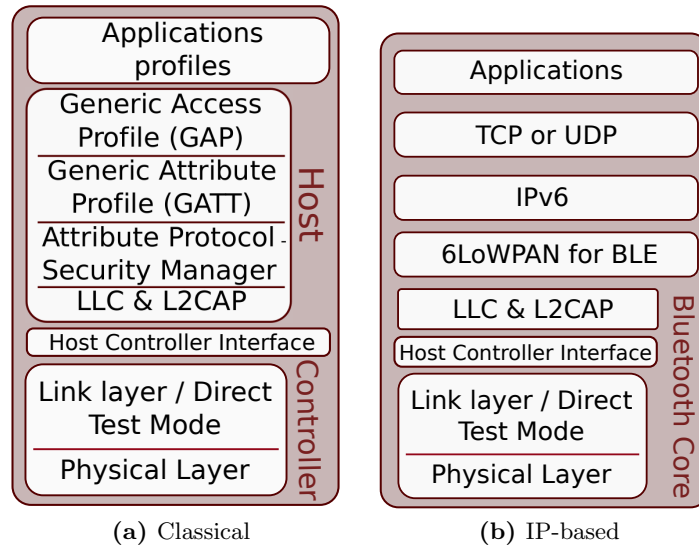 Applications
profiles
Generic Access
Profile (GAP)
Generic Attribute
Profile (GATT)
Attribute Protocol -
Security Manager
LLC & L2CAP
Host
Host Controller Interface
Link layer / Direct
Test Mode
Physical Layer
Controller
(a) Classical
Applications
TCP or UDP
IPv6
6LoWPAN for BLE
LLC & L2CAP
Host Controller Interface
Link layer / Direct
Test Mode
Physical Layer
Bluetooth Core
(b) IP-based